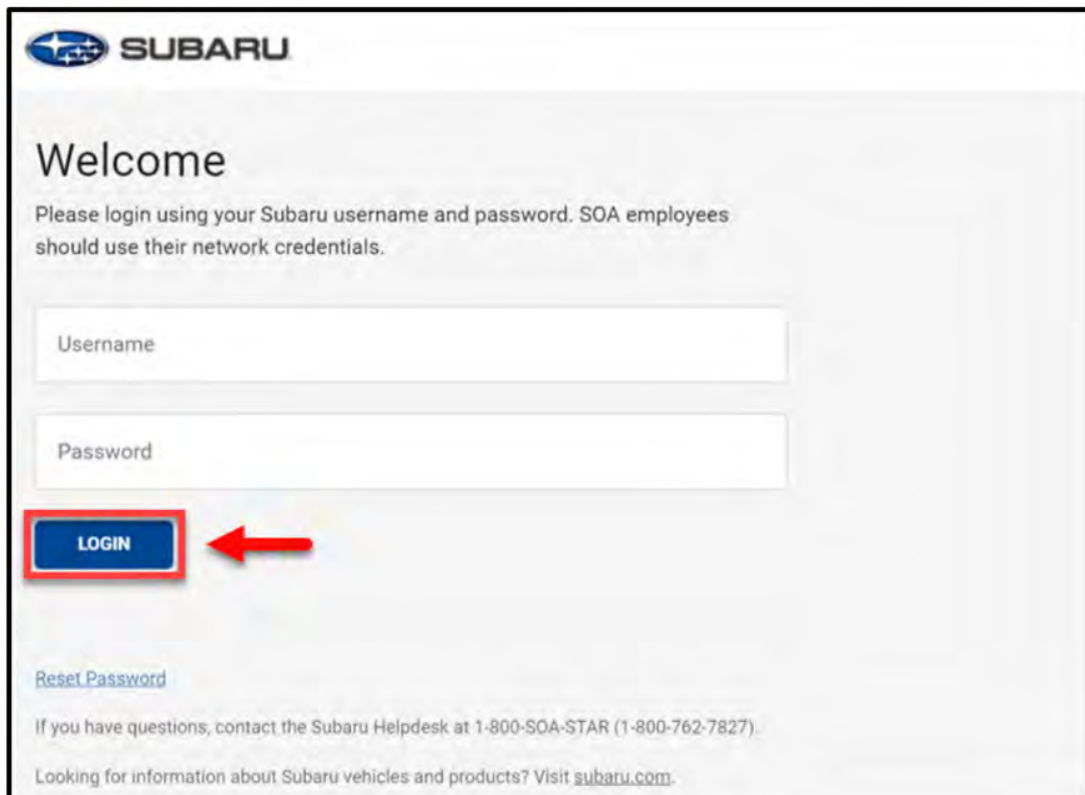 SUBARU
Welcome
Please login using your Subaru username and password. SOA employees
should use their network credentials.
Username
Password
LOGIN
Reset Password
If you have questions, contact the Subaru Helpdesk at 1-800-SOA-STAR (1-800-762-7827).
Looking for information about Subaru vehicles and products? Visit subaru.com.